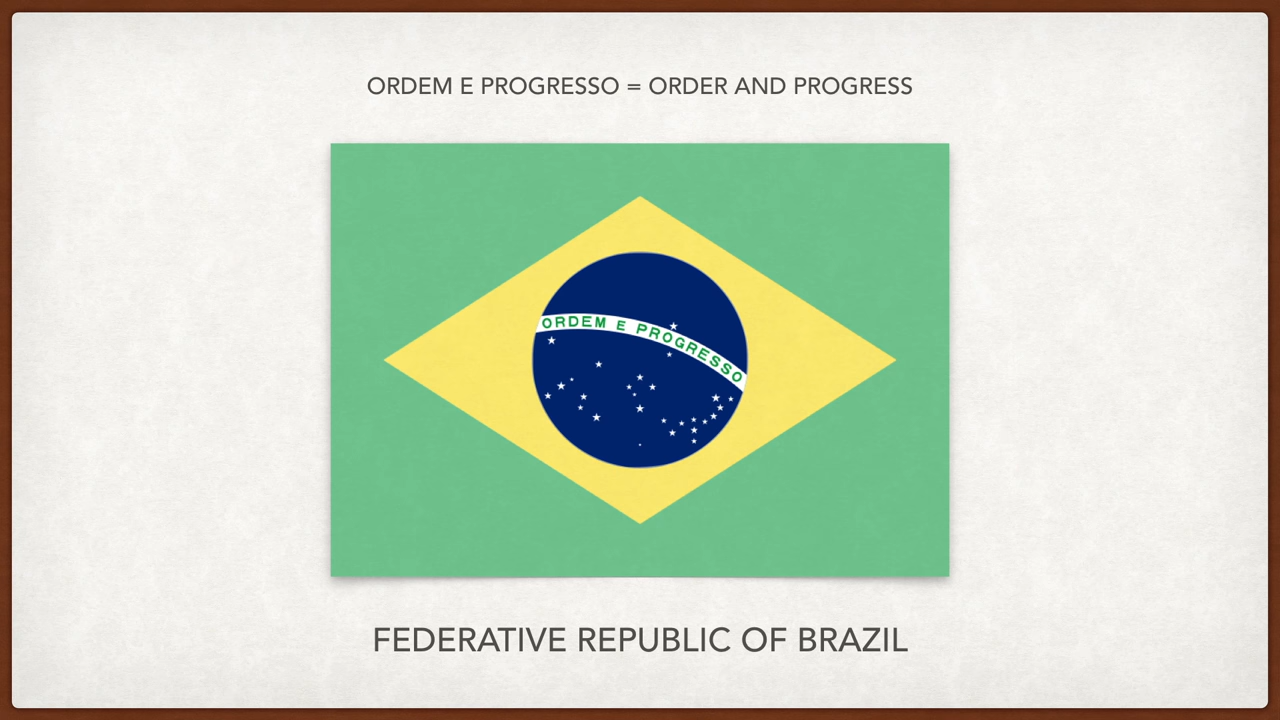 ORDEM E PROGRESSO = ORDER AND PROGRESS
ORDEM E PROGRESSO
FEDERATIVE REPUBLIC OF BRAZIL